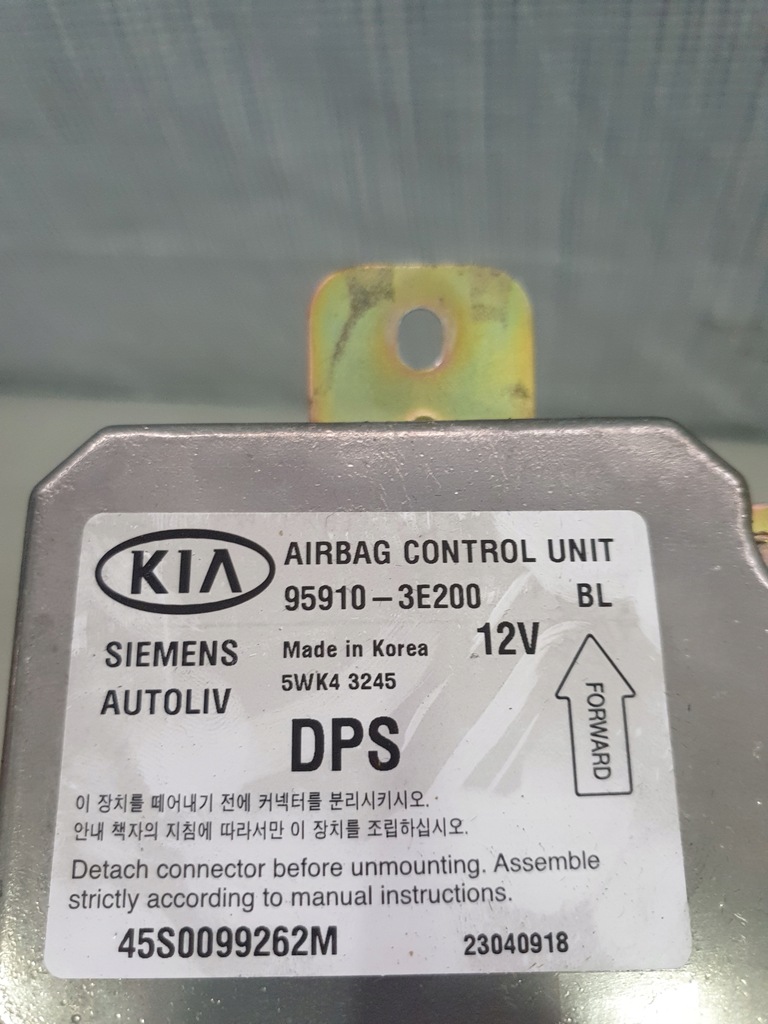 KIA AIRBAG CONTROL UNIT
95910-3E200 BL
SIEMENS Made in Korea 12V
AUTOLIV 5WK4 3245
DPS
FORWARD
이 장치를 떼어내기 전에 커넥터를 분리시키시오.
안내 책자의 지침에 따라서만 이 장치를 조립하십시오.
Detach connector before unmounting. Assemble
strictly according to manual instructions.
45S0099262M 23040918